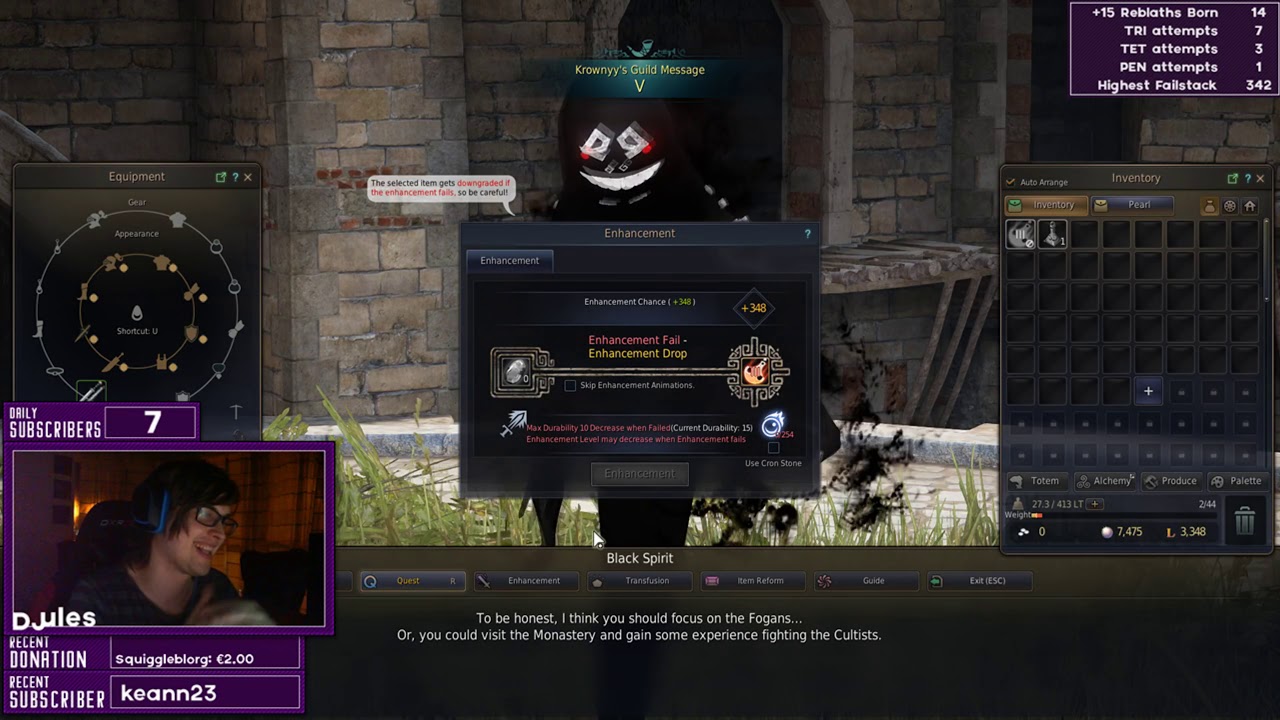 +15 Reblaths Born 14
TRI attempts 7
TET attempts 3
PEN attempts 1
Highest Failstack 342
Krownyy's Guild Message
V
Equipment
?
Gear
Appearance
Shortcut: U
The selected item gets downgraded if
the enhancement fails, so be careful!
Enhancement
?
Enhancement
Enhancement Chance ( +348 )
+348
Enhancement Fail -
Enhancement Drop
0
Skip Enhancement Animations.
Max Durability 10 Decrease when Failed(Current Durability: 15)
Enhancement Level may decrease when Enhancement fails
Use Cron Stone
Enhancement
Auto Arrange
Inventory
?
Inventory
Pearl
III
1
+
Totem
Alchemy
Produce
Palette
27.3 / 413 LT
+
2/44
Weight
0
7,475
3,348
DAILY
SUBSCRIBERS
7
DJules
RECENT
DONATION
Squiggleblorg: €2.00
RECENT
SUBSCRIBER
keann23
Black Spirit
Quest R
Enhancement
Transfusion
Item Reform
Guide
Exit (ESC)
To be honest, I think you should focus on the Fogans...
Or, you could visit the Monastery and gain some experience fighting the Cultists.